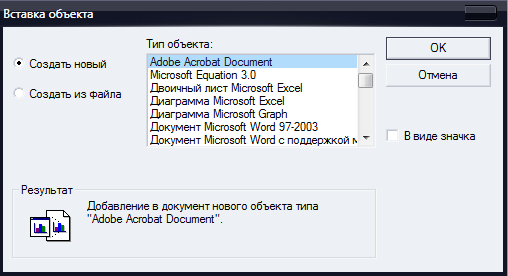 Вставка объекта
Тип объекта:
Создать новый
Создать из файла
Adobe Acrobat Document
Microsoft Equation 3.0
Двоичный лист Microsoft Excel
Диаграмма Microsoft Excel
Диаграмма Microsoft Graph
Документ Microsoft Word 97-2003
Документ Microsoft Word с поддержкой м
OK
Отмена
В виде значка
Результат
Добавление в документ нового объекта типа
"Adobe Acrobat Document".